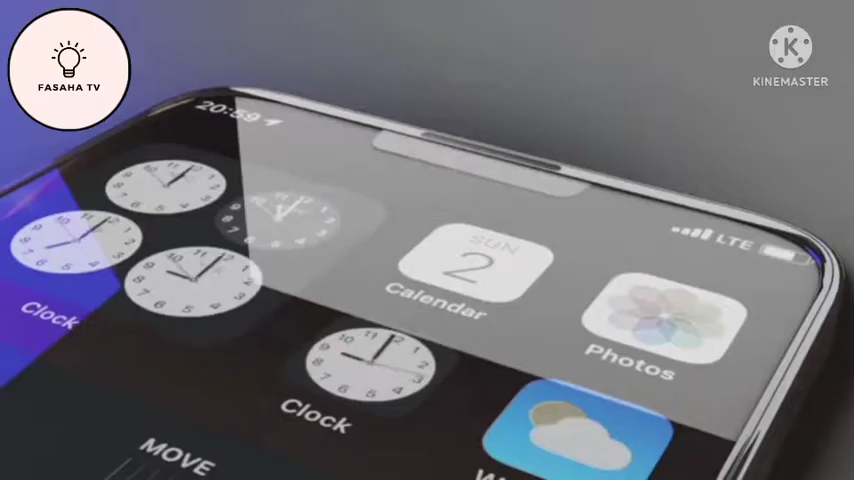 FASAHA TV
K
KINEMASTER
20:59
LTE
SUN
2
Calendar
Photos
Clock
Clock
MOVE